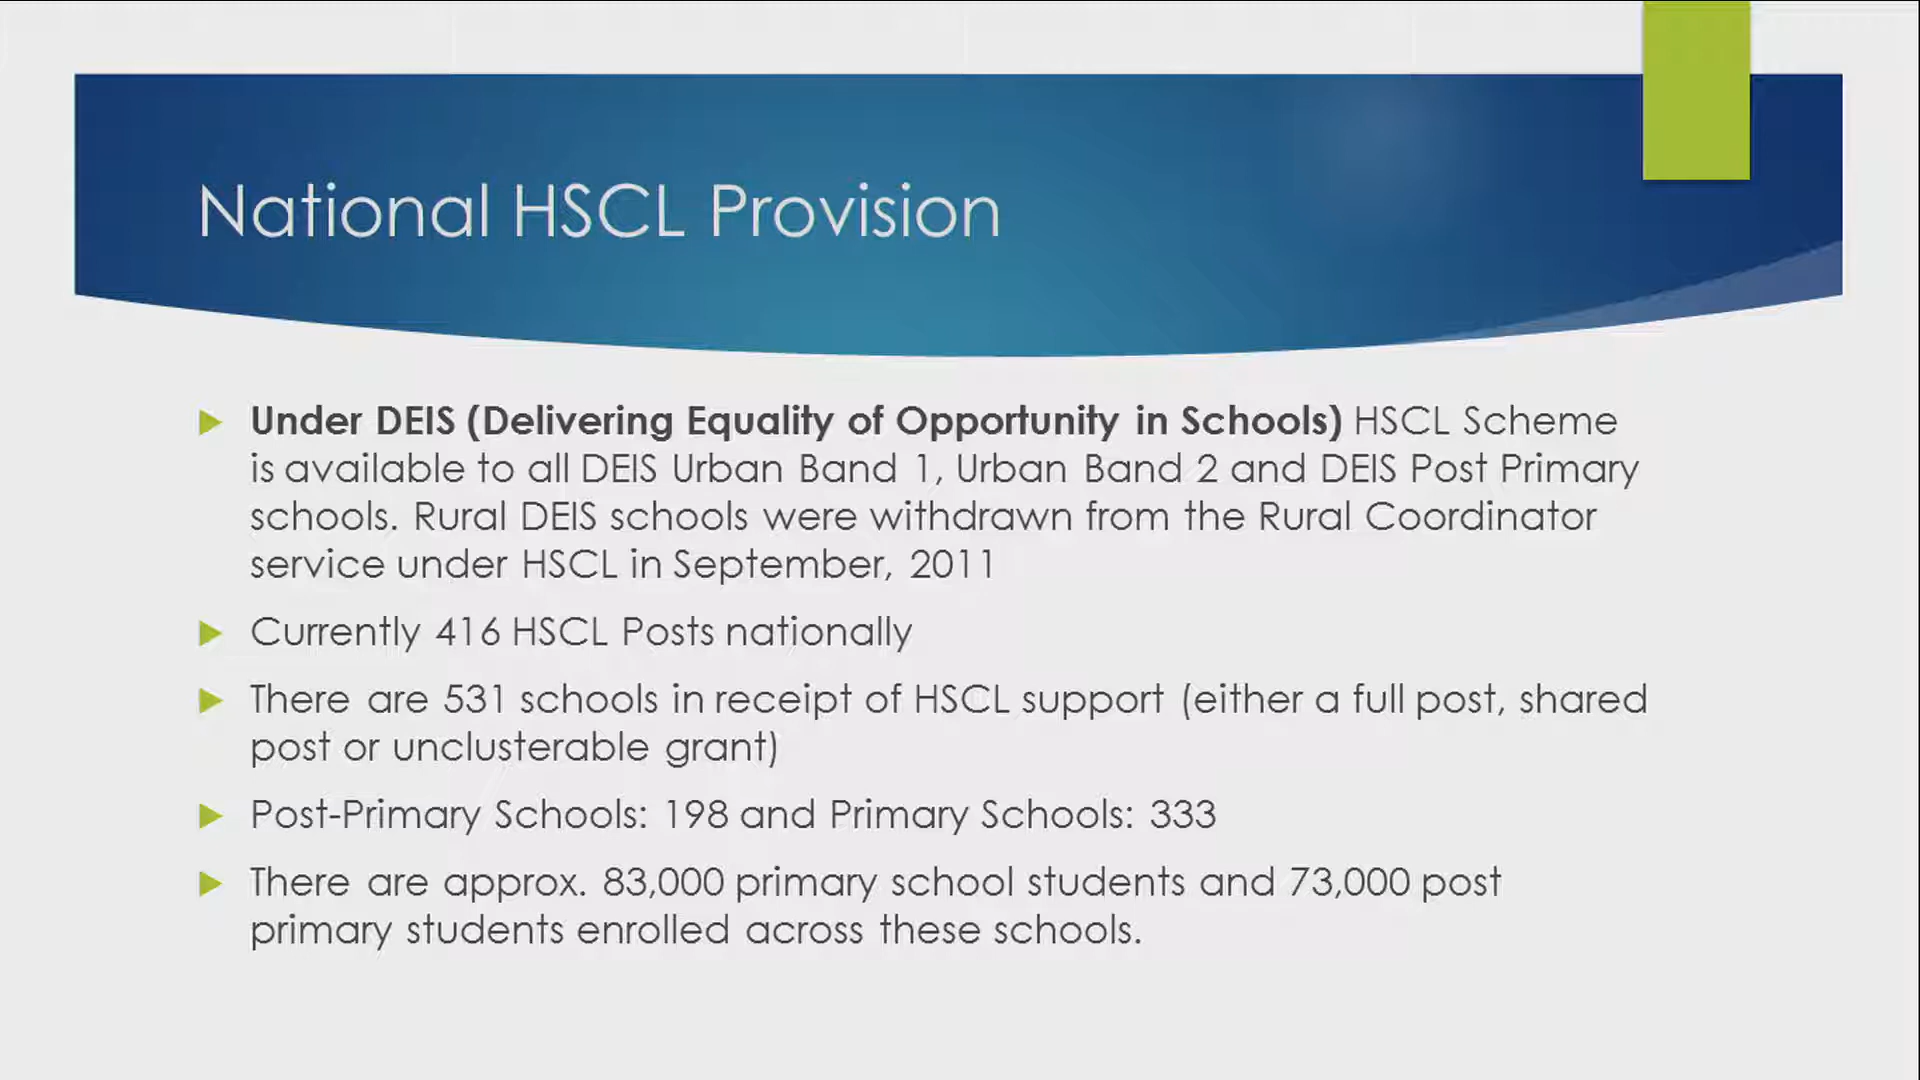 National HSCL Provision
Under DEIS (Delivering Equality of Opportunity in Schools) HSCL Scheme
is available to all DEIS Urban Band 1, Urban Band 2 and DEIS Post Primary
schools. Rural DEIS schools were withdrawn from the Rural Coordinator
service under HSCL in September, 2011
Currently 416 HSCL Posts nationally
There are 531 schools in receipt of HSCL support (either a full post, shared
post or unclusterable grant)
Post-Primary Schools: 198 and Primary Schools: 333
There are approx. 83,000 primary school students and 73,000 post
primary students enrolled across these schools.